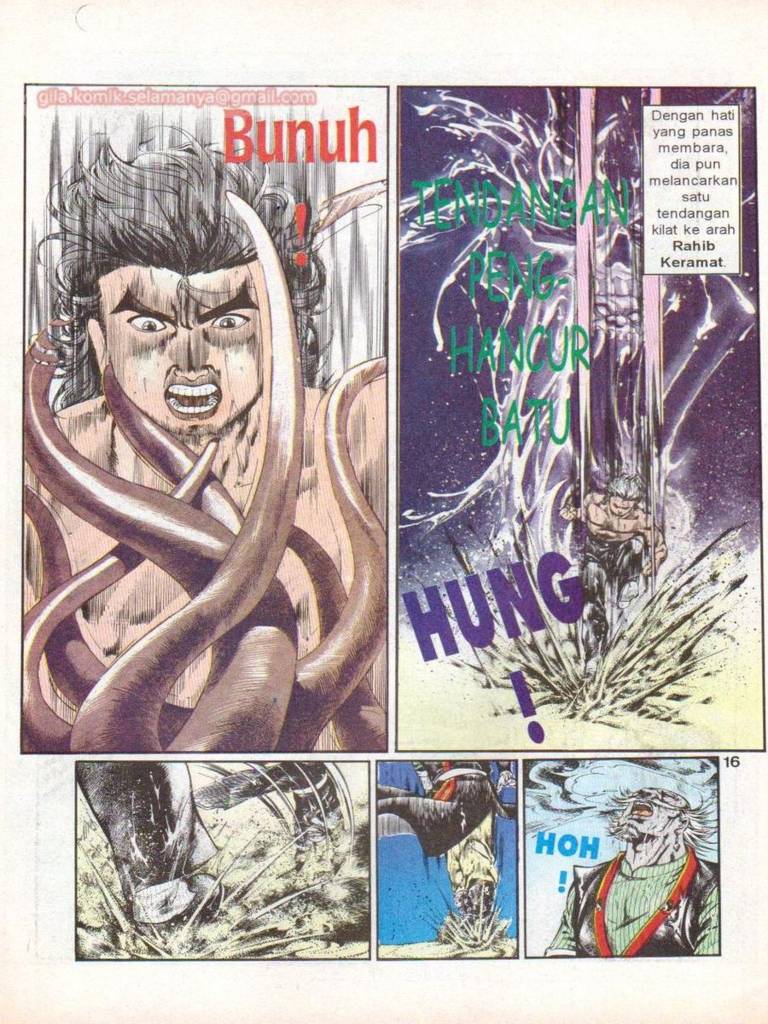 gila.komik.selamanya@gmail.com
Bunuh
!
TENDANGAN
PENG-
HANCUR
BATU
Dengan hati
yang panas
membara,
dia pun
melancarkan
satu
tendangan
kilat ke arah
Rahib
Keramat.
HUNG
!
16
HOH
!